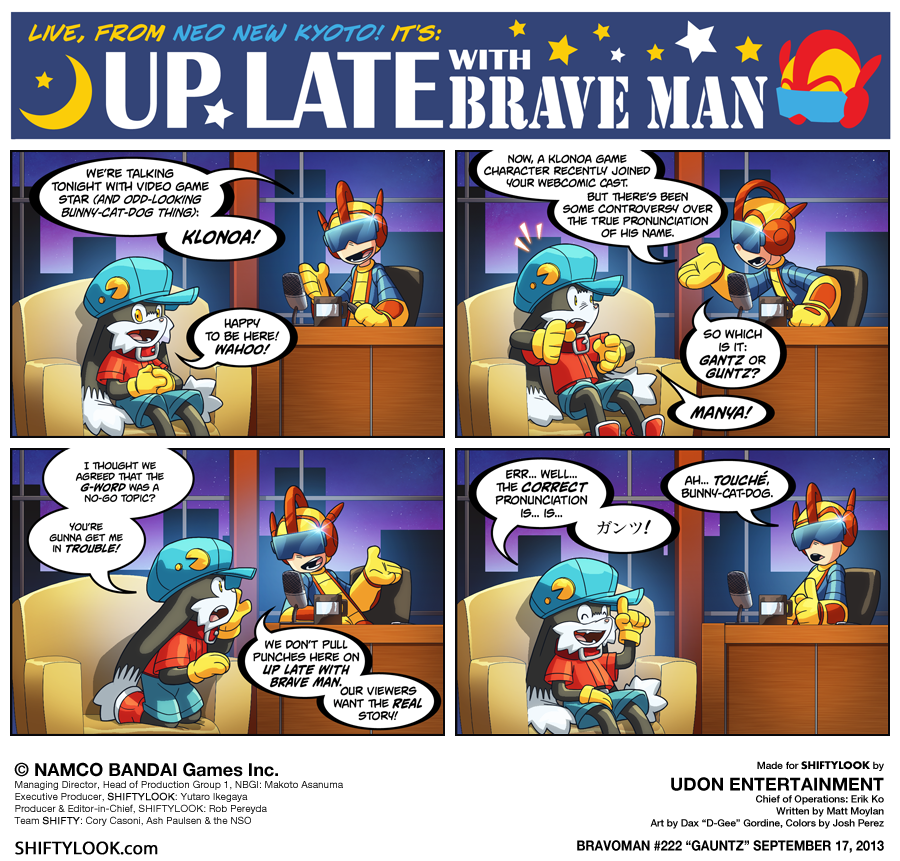 LIVE, FROM NEO NEW KYOTO! IT'S:
UP LATE WITH BRAVE MAN
WE'RE TALKING
TONIGHT WITH VIDEO GAME
STAR (AND ODD-LOOKING
BUNNY-CAT-DOG THING):
KLONOA!
HAPPY
TO BE HERE!
WAHOO!
NOW, A KLONOA GAME
CHARACTER RECENTLY JOINED
YOUR WEBCOMIC CAST.
BUT THERE'S BEEN
SOME CONTROVERSY OVER
THE TRUE PRONUNCIATION
OF HIS NAME.
SO WHICH
IS IT:
GANTZ OR
GUNTZ?
MANYA!
I THOUGHT WE
AGREED THAT THE
G-WORD WAS A
NO-GO TOPIC?
YOU'RE
GUNNA GET ME
IN TROUBLE!
WE DON'T PULL
PUNCHES HERE ON
UP LATE WITH
BRAVE MAN.
OUR VIEWERS
WANT THE REAL
STORY!
ERR... WELL...
THE CORRECT
PRONUNCIATION
IS... IS...
ガンツ!
AH... TOUCHÉ,
BUNNY-CAT-DOG.
© NAMCO BANDAI Games Inc.
Managing Director, Head of Production Group 1, NBGI: Makoto Asanuma
Executive Producer, SHIFTYLOOK: Yutaro Ikegaya
Producer & Editor-in-Chief, SHIFTYLOOK: Rob Pereyda
Team SHIFTY: Cory Casoni, Ash Paulsen & the NSO
SHIFTYLOOK.com
Made for SHIFTYLOOK by
UDON ENTERTAINMENT
Chief of Operations: Erik Ko
Written by Matt Moylan
Art by Dax "D-Gee" Gordine, Colors by Josh Perez
BRAVOMAN #222 "GAUNTZ" SEPTEMBER 17, 2013